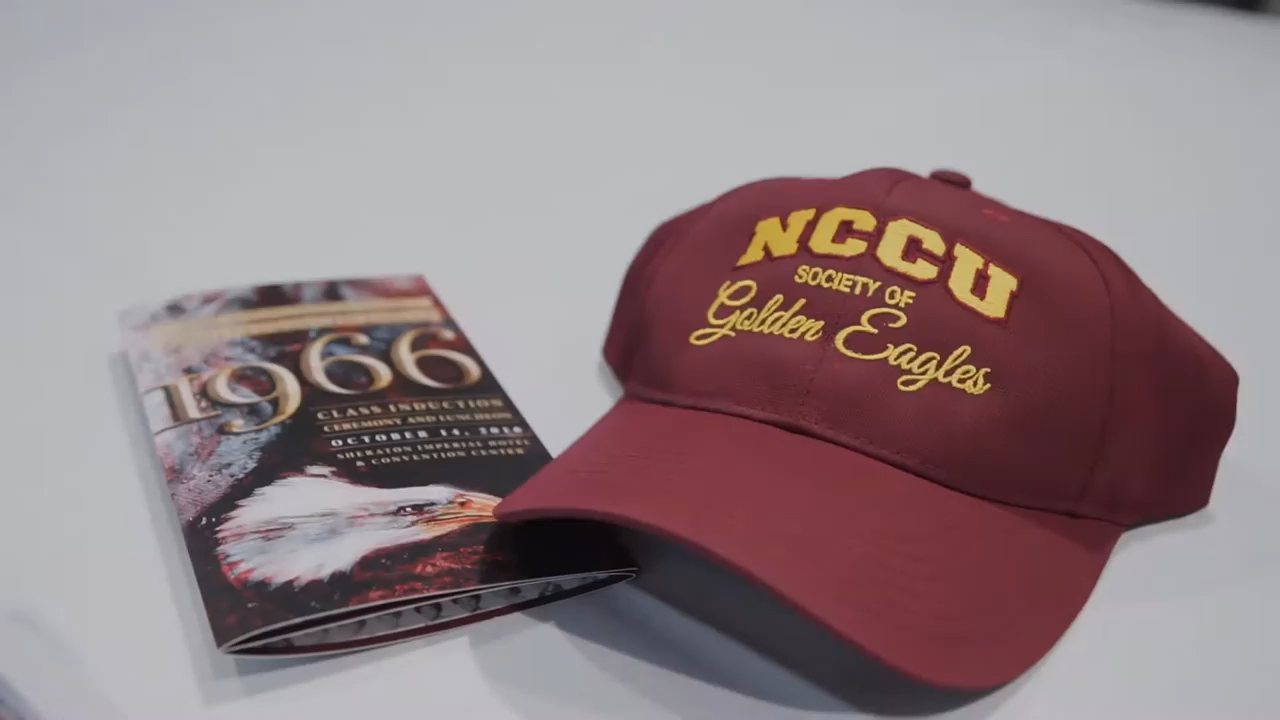 1966
CLASS INDUCTION
CEREMONY AND LUNCHEON
OCTOBER 14, 2016
SHERATON IMPERIAL HOTEL
& CONVENTION CENTER
NCCU
SOCIETY OF
Golden Eagles